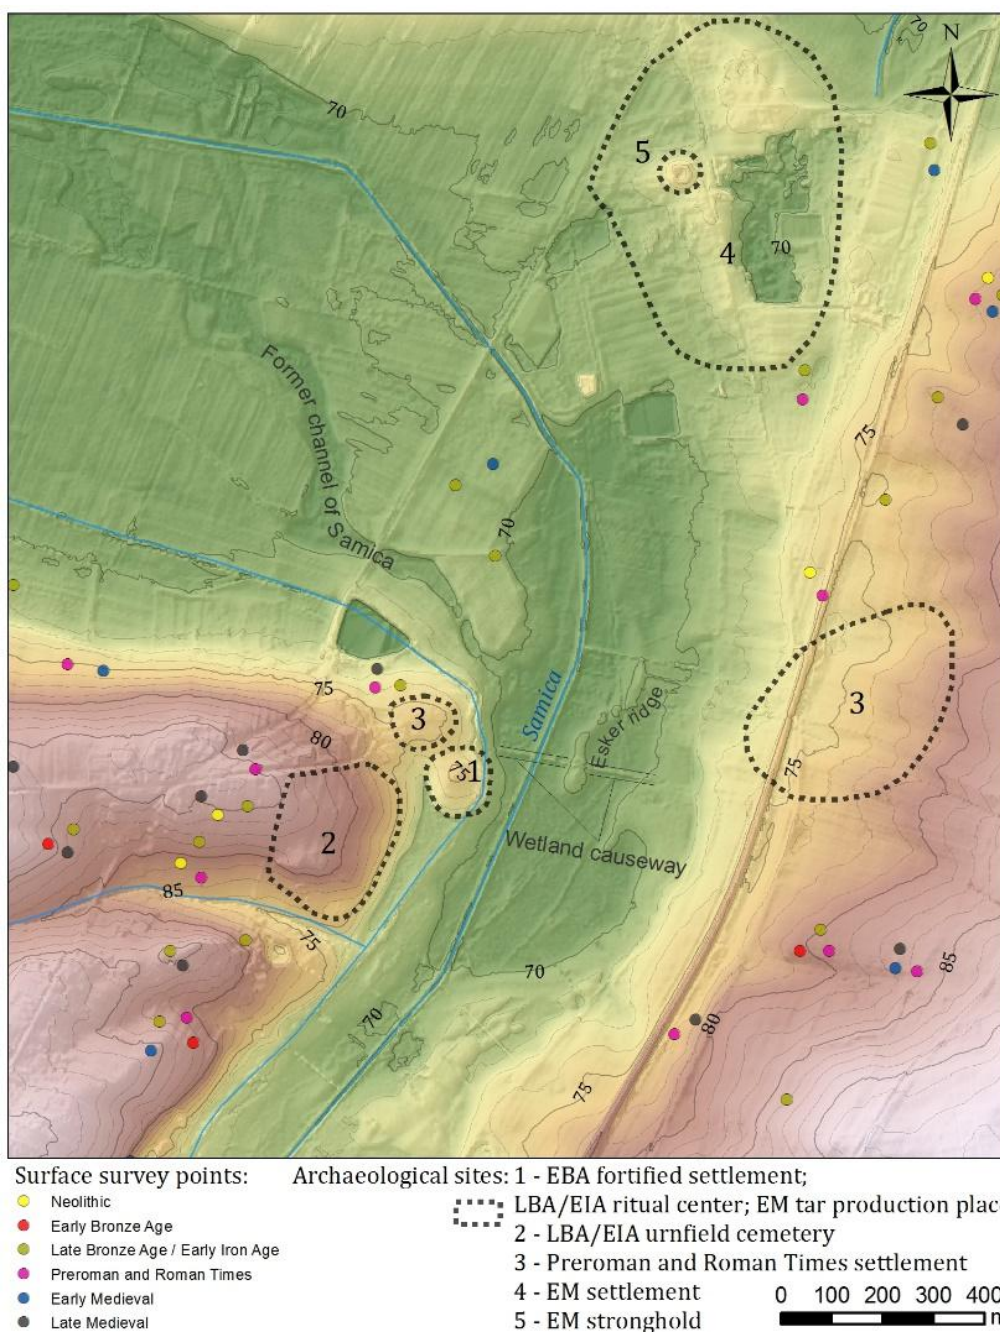 N
70
70
5
4
70
75
Former channel of Samica
70
75
3
80
75
1
Samica
Esker ridge
3
75
2
Wetland causeway
85
75
70
70
85
80
75
Surface survey points:
Neolithic
Early Bronze Age
Late Bronze Age / Early Iron Age
Preroman and Roman Times
Early Medieval
Late Medieval
Archaeological sites: 1 - EBA fortified settlement;
LBA/EIA ritual center; EM tar production plac
2 - LBA/EIA urnfield cemetery
3 - Preroman and Roman Times settlement
4 - EM settlement
5 - EM stronghold
0 100 200 300 400